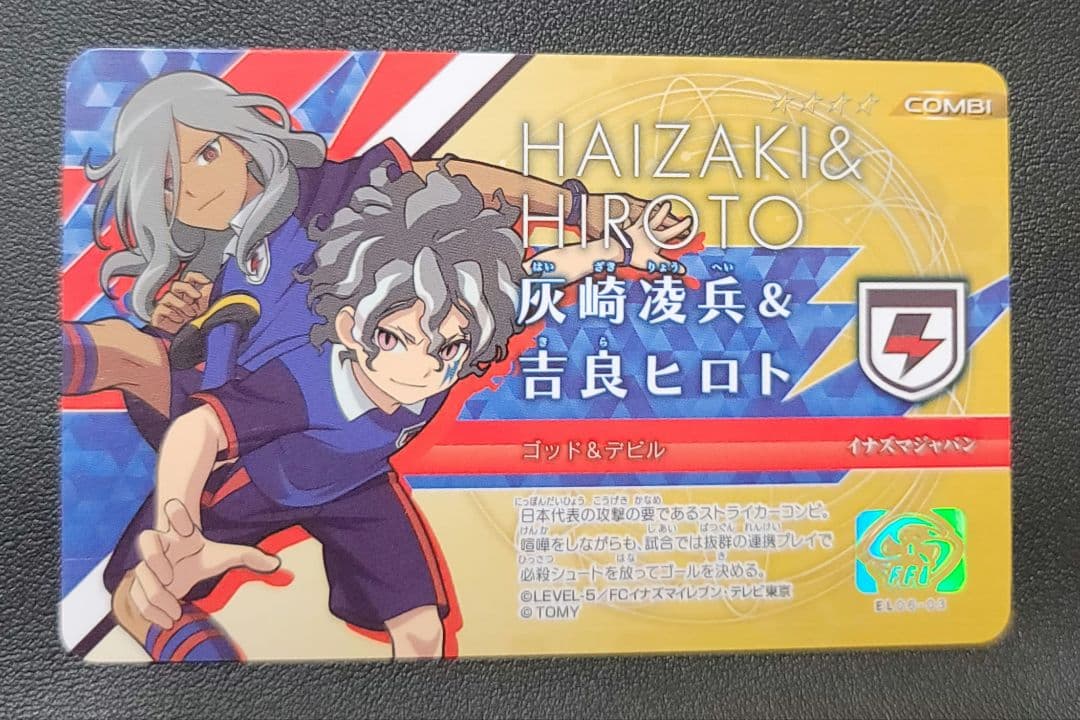 ☆☆☆☆ COMBI
HAIZAKI&
HIROTO
はい ざき りょう へい
灰崎凌兵&
き ら
吉良ヒロト
ゴッド&デビル
イナズマジャパン
にっぽんだいひょう こうげき かなめ
日本代表の攻撃の要であるストライカーコンビ。
けんか しあい ばつぐん れんけい
喧嘩をしながらも、試合では抜群の連携プレイで
ひっさつ はな き
必殺シュートを放ってゴールを決める。
©LEVEL-5/FCイナズマイレブン・テレビ東京
©TOMY
FFI
EL06-03